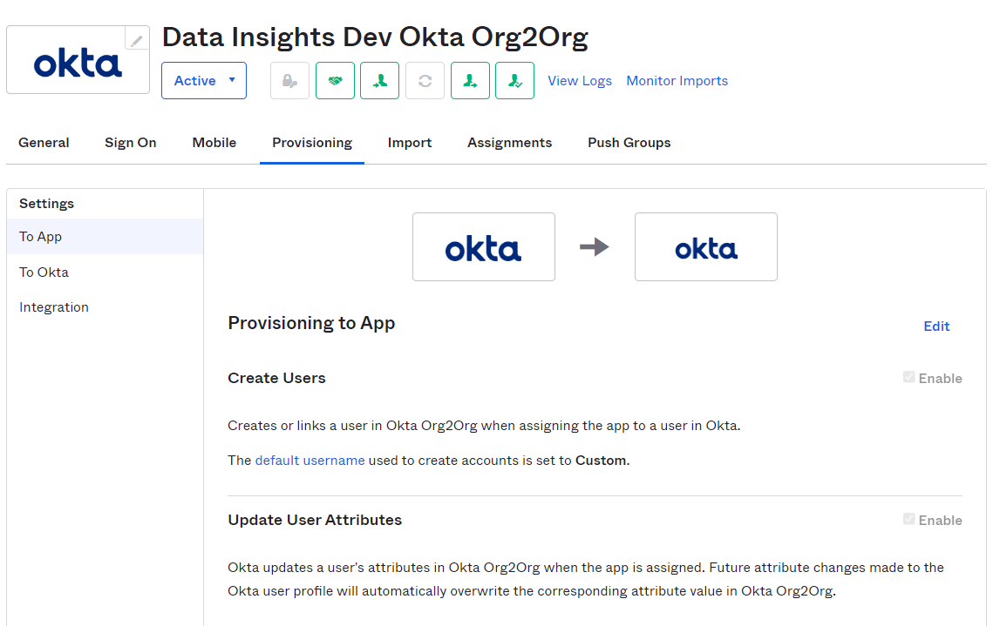 okta
Data Insights Dev Okta Org2Org
Active
View Logs
Monitor Imports
General
Sign On
Mobile
Provisioning
Import
Assignments
Push Groups
Settings
To App
To Okta
Integration
okta
okta
Provisioning to App
Edit
Create Users
Enable
Creates or links a user in Okta Org2Org when assigning the app to a user in Okta.
The default username used to create accounts is set to Custom.
Update User Attributes
Enable
Okta updates a user's attributes in Okta Org2Org when the app is assigned. Future attribute changes made to the
Okta user profile will automatically overwrite the corresponding attribute value in Okta Org2Org.